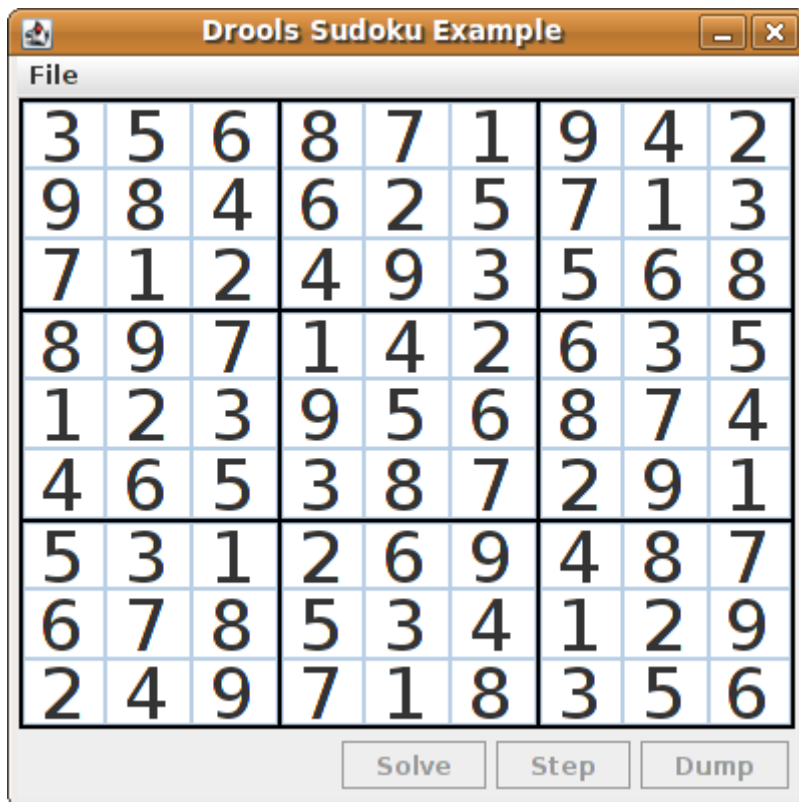 Drools Sudoku Example
File
3 5 6 8 7 1 9 4 2
9 8 4 6 2 5 7 1 3
7 1 2 4 9 3 5 6 8
8 9 7 1 4 2 6 3 5
1 2 3 9 5 6 8 7 4
4 6 5 3 8 7 2 9 1
5 3 1 2 6 9 4 8 7
6 7 8 5 3 4 1 2 9
2 4 9 7 1 8 3 5 6
Solve Step Dump